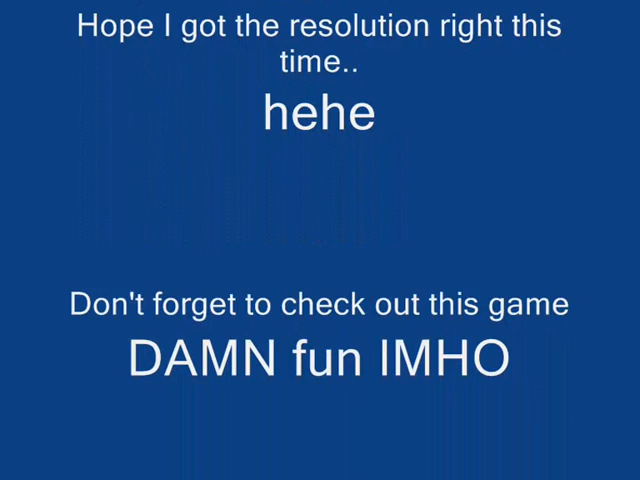 Hope I got the resolution right this
time..
hehe
Don't forget to check out this game
DAMN fun IMHO